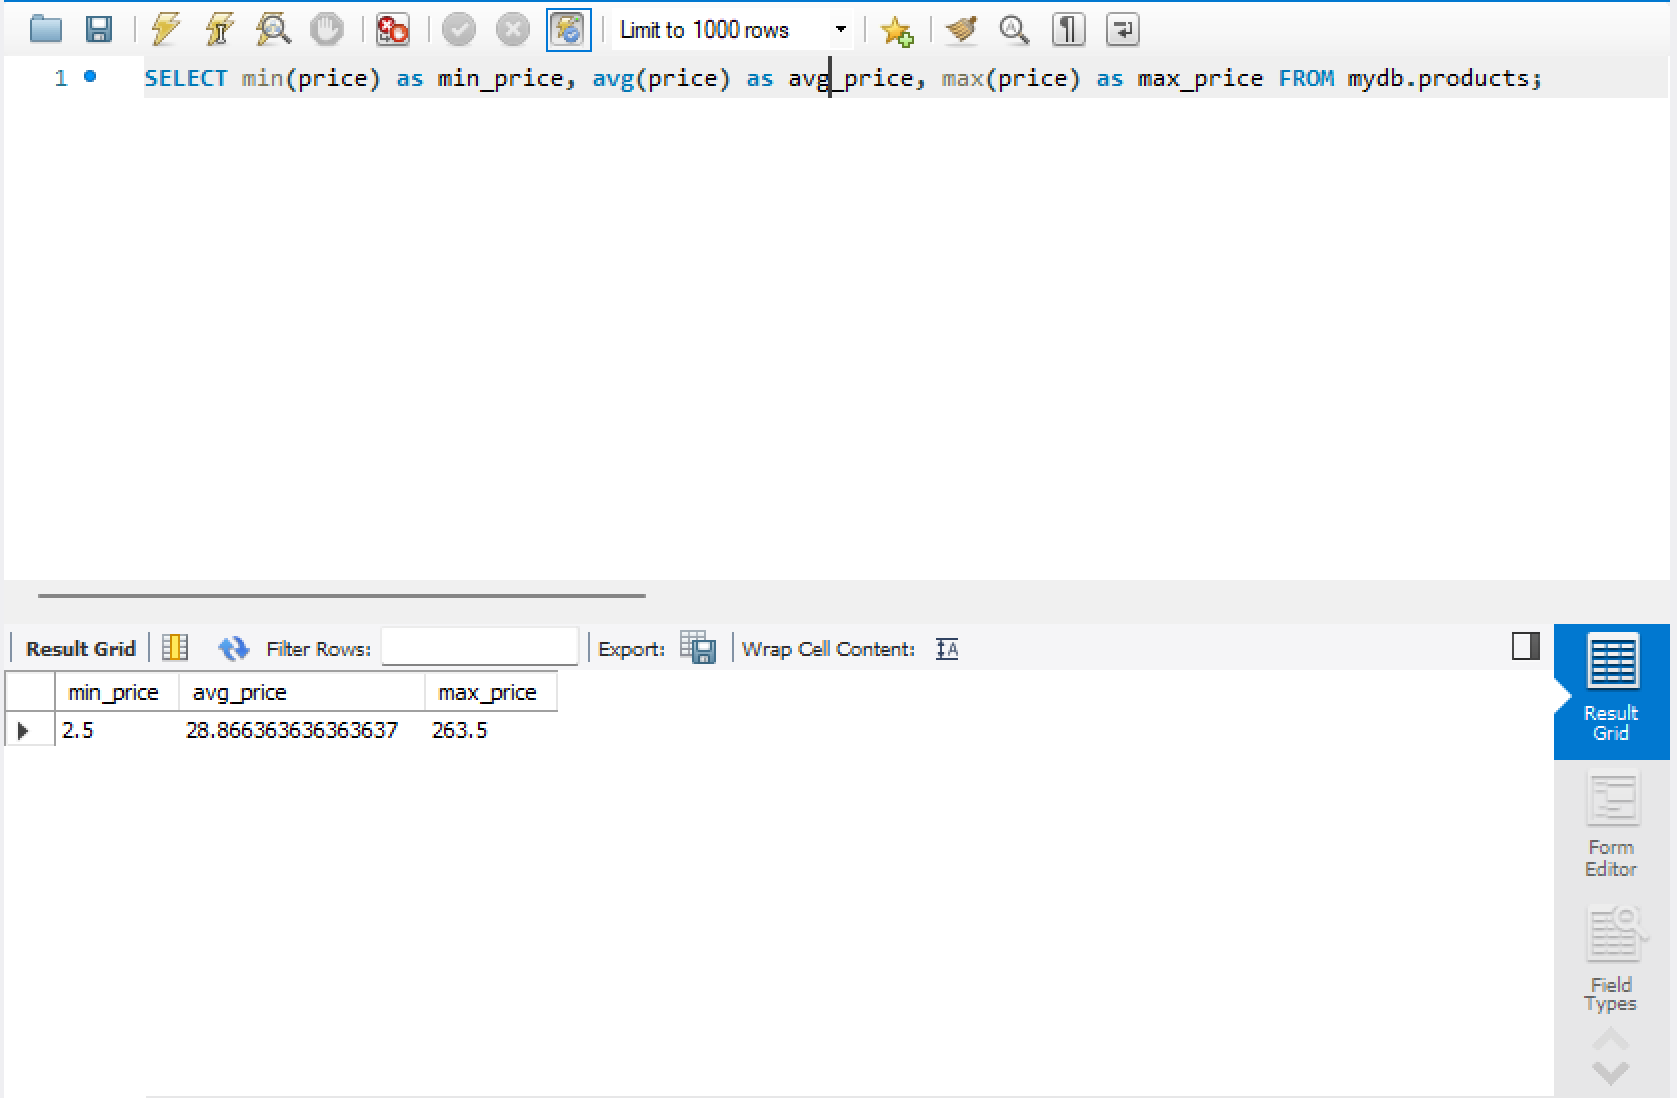 Limit to 1000 rows
1 SELECT min(price) as min_price, avg(price) as avg_price, max(price) as max_price FROM mydb.products;
Result Grid Filter Rows: Export: Wrap Cell Content:
min_price avg_price max_price
2.5 28.866363636363637 263.5
Result
Grid
Form
Editor
Field
Types